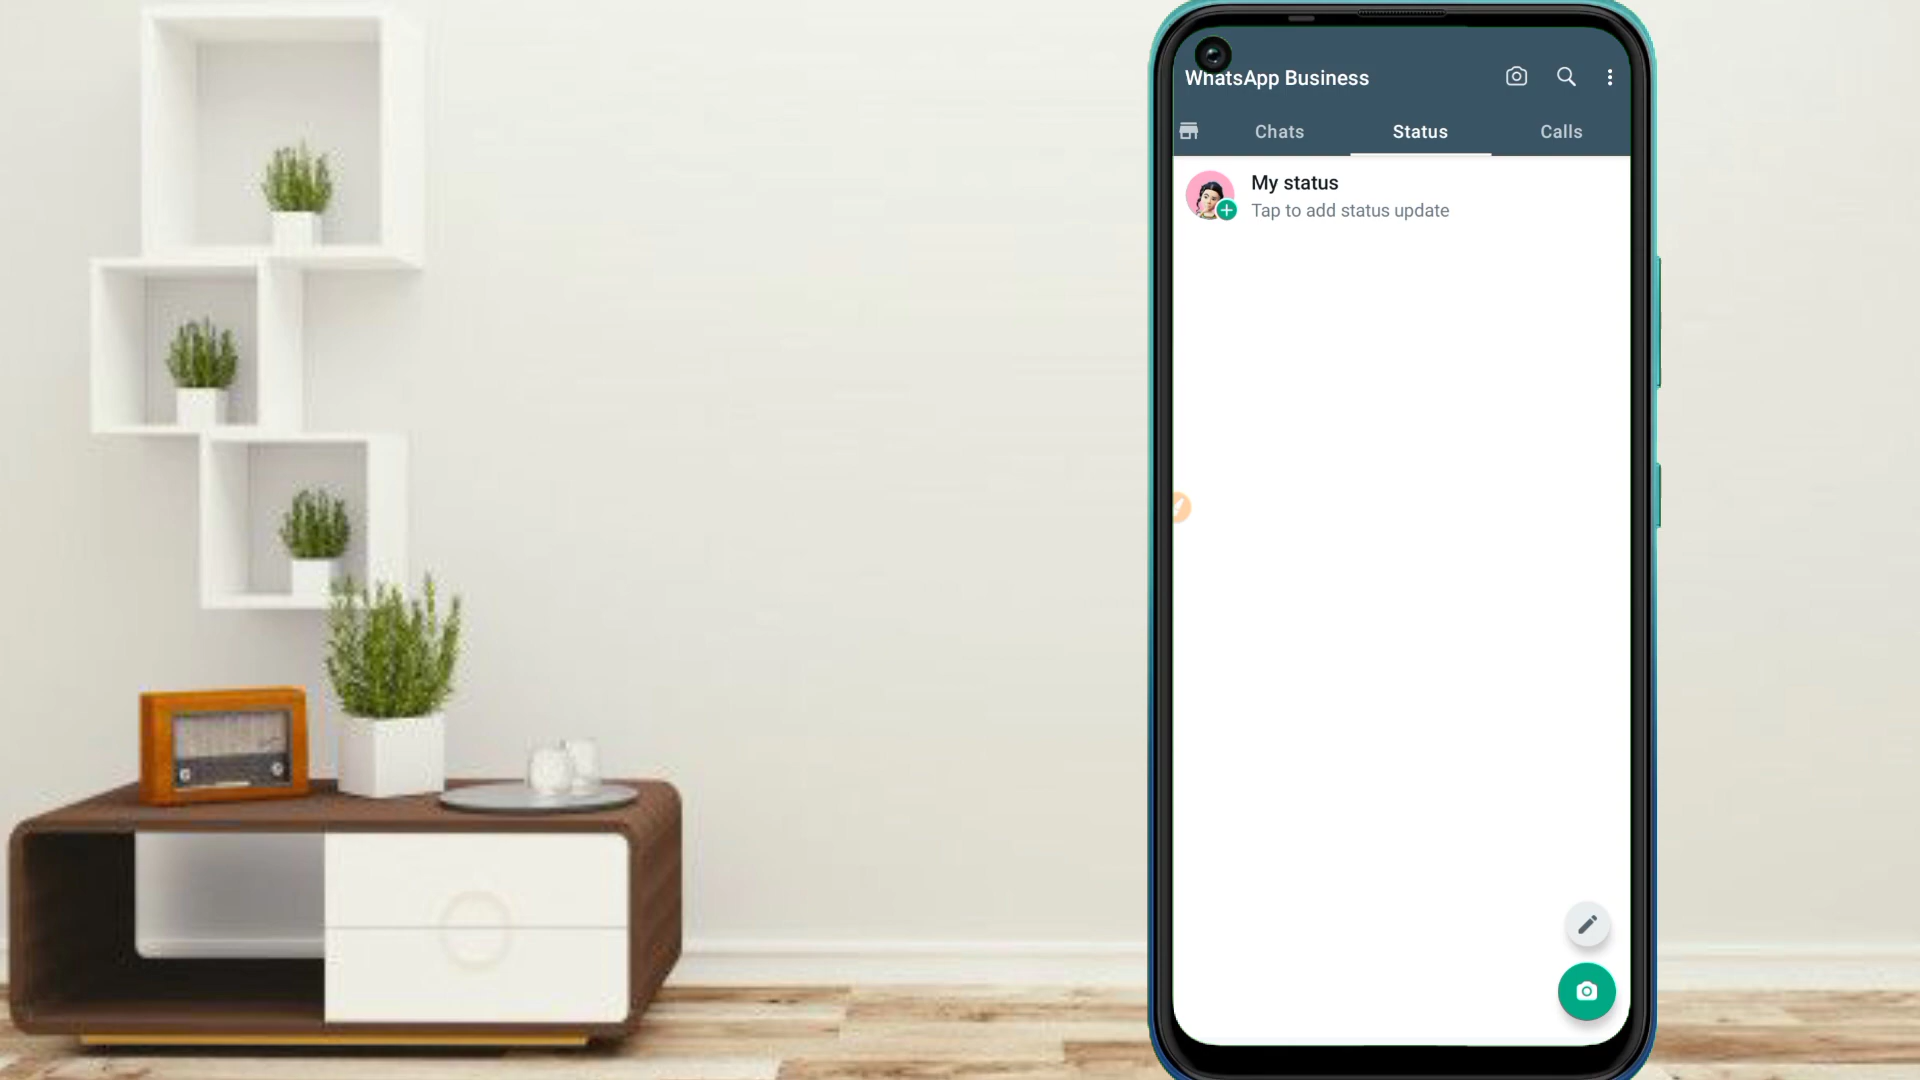 WhatsApp Business
Chats
Status
Calls
My status
Tap to add status update